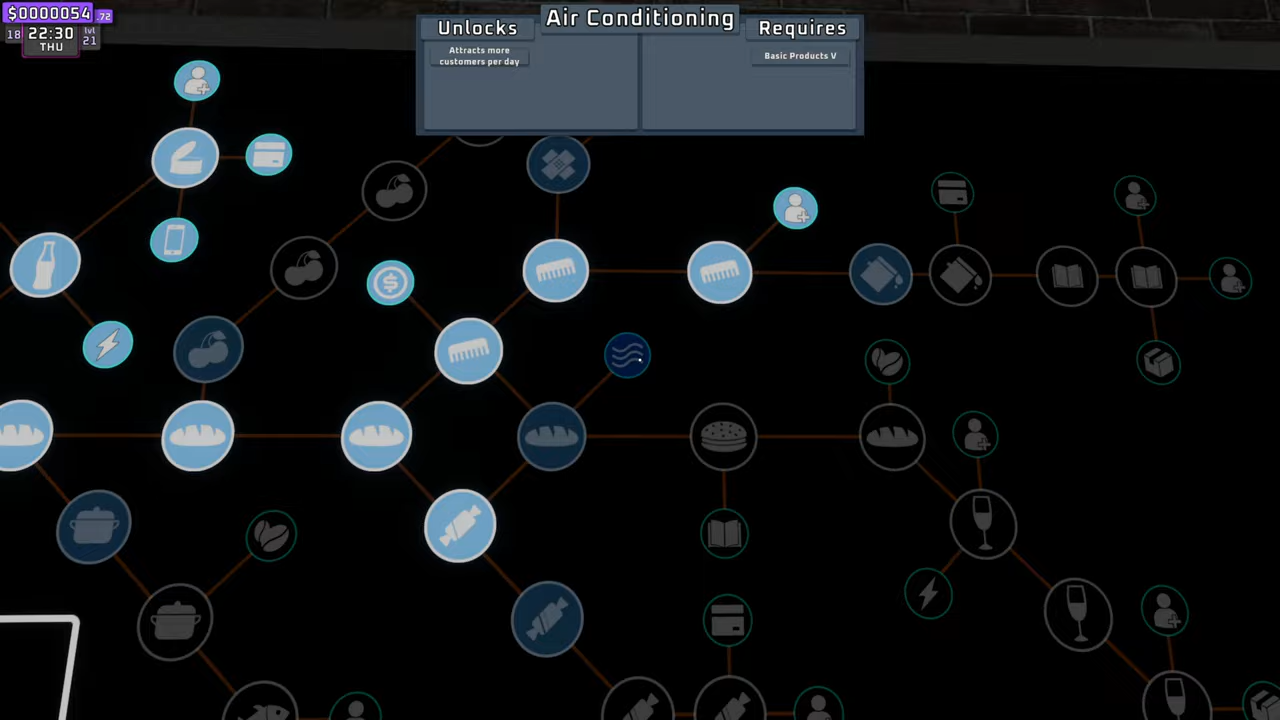 $0000054.72
18 22:30 lvl
THU 21
Air Conditioning
Unlocks
Requires
Attracts more
customers per day
Basic Products V